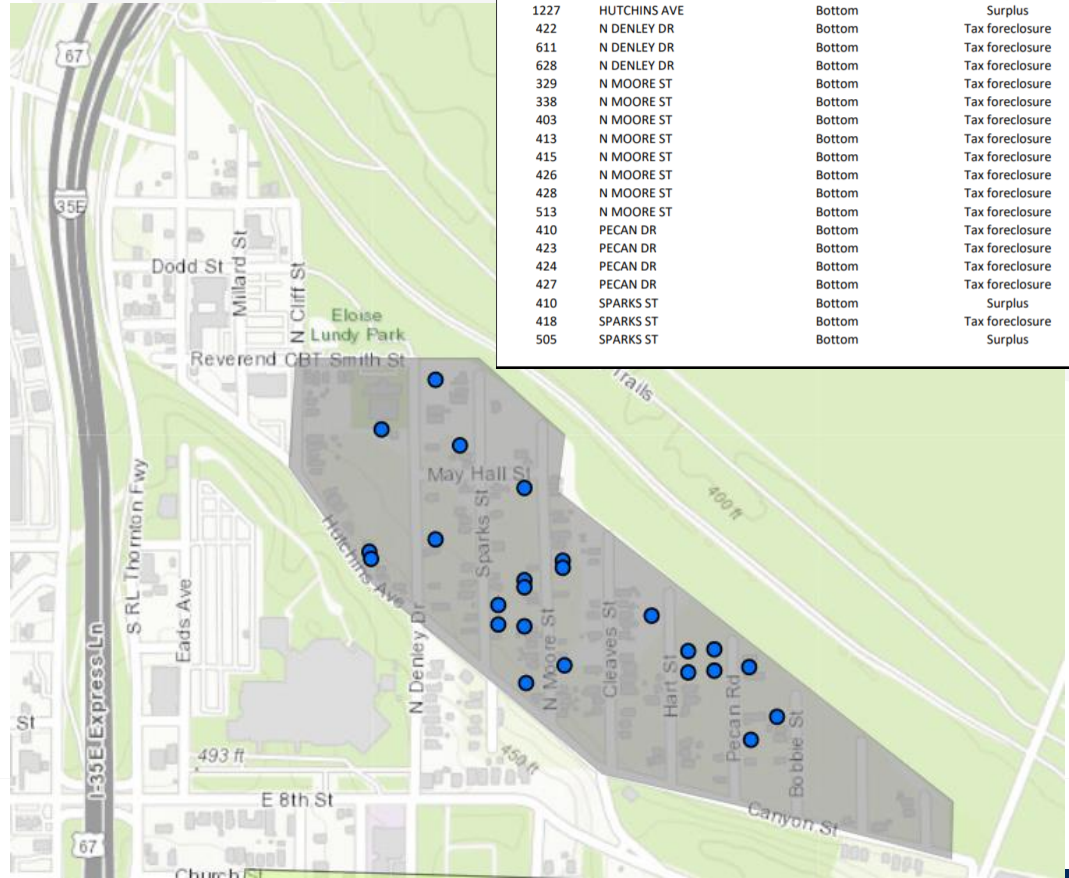 1227 HUTCHINS AVE Bottom Surplus
422 N DENLEY DR Bottom Tax foreclosure
611 N DENLEY DR Bottom Tax foreclosure
628 N DENLEY DR Bottom Tax foreclosure
329 N MOORE ST Bottom Tax foreclosure
338 N MOORE ST Bottom Tax foreclosure
403 N MOORE ST Bottom Tax foreclosure
413 N MOORE ST Bottom Tax foreclosure
415 N MOORE ST Bottom Tax foreclosure
426 N MOORE ST Bottom Tax foreclosure
428 N MOORE ST Bottom Tax foreclosure
513 N MOORE ST Bottom Tax foreclosure
410 PECAN DR Bottom Tax foreclosure
423 PECAN DR Bottom Tax foreclosure
424 PECAN DR Bottom Tax foreclosure
427 PECAN DR Bottom Tax foreclosure
410 SPARKS ST Bottom Surplus
418 SPARKS ST Bottom Tax foreclosure
505 SPARKS ST Bottom Surplus
67
35E
Dodd St
Millard St
N Cliff St
Eloise
Lundy Park
Reverend CBT Smith St
Trails
May Hall St
400 ft
S RL Thornton Fwy
Hutchins Ave
Sparks St
Eads Ave
N Denley Dr
N Moore St
Cleaves St
Hart St
Pecan Rd
Bobbie St
I-35E Express Ln
St
493 ft
450 ft
E 8th St
Canyon St
67
Church St